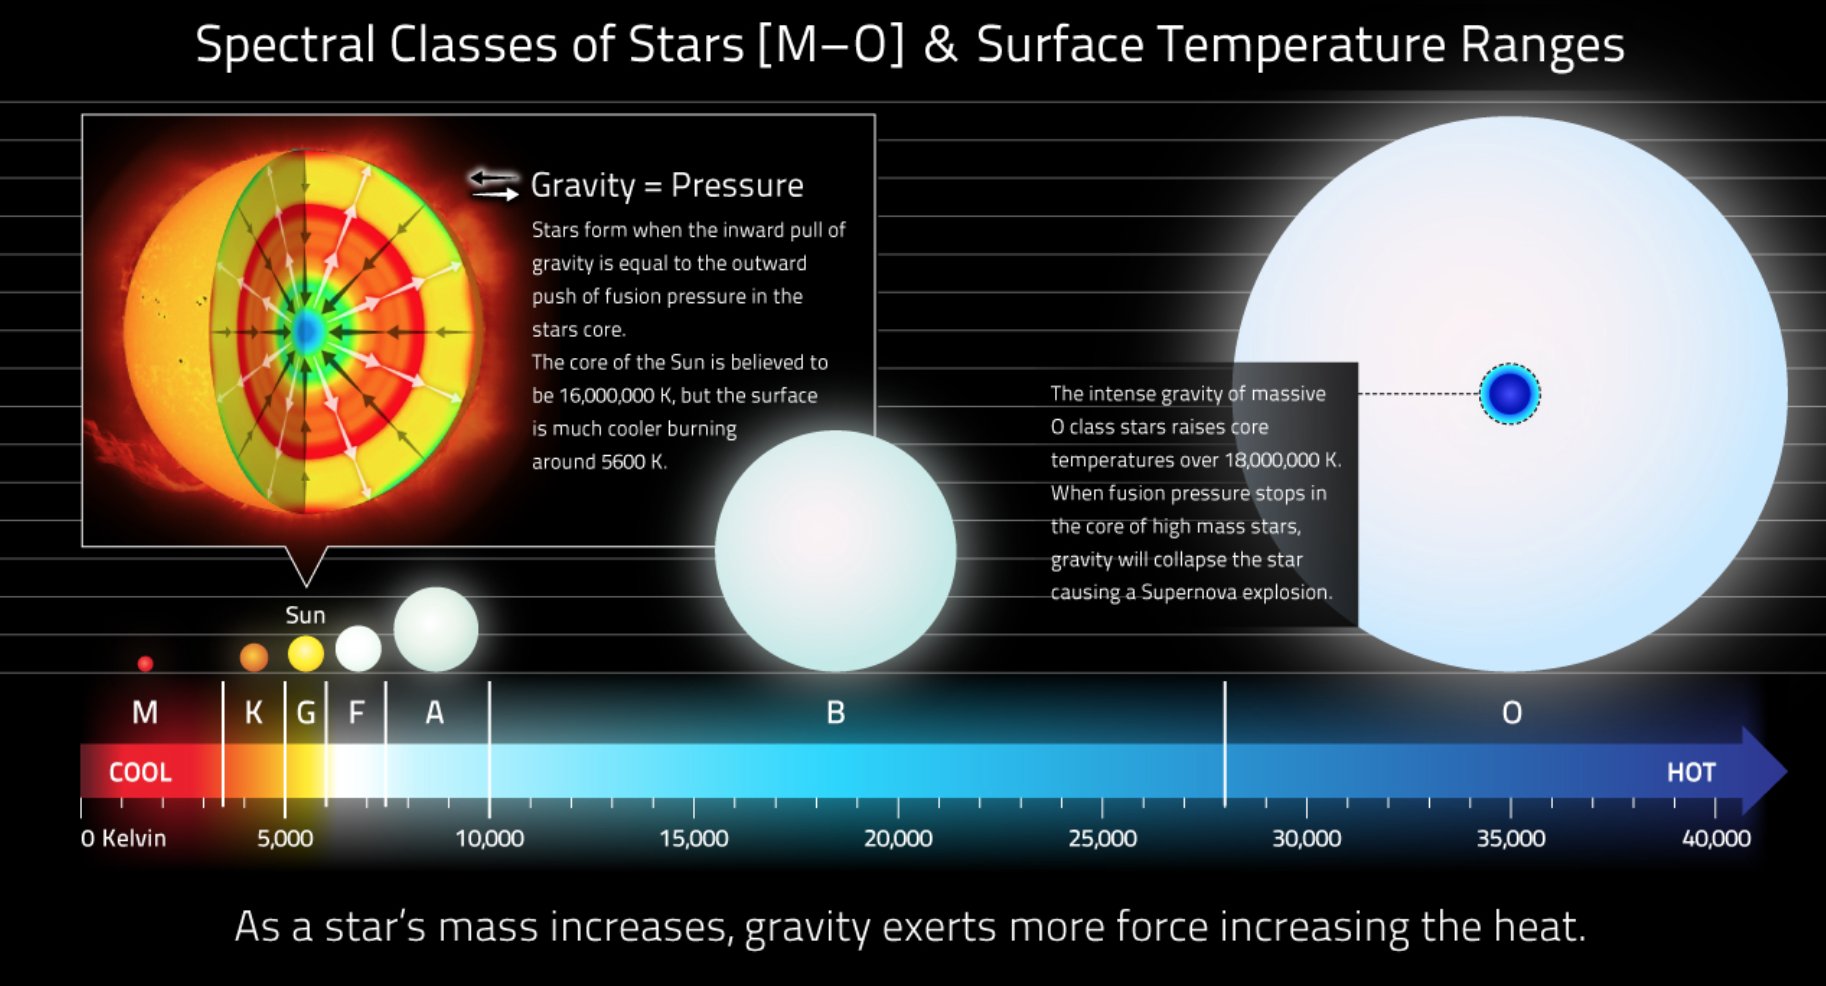 Spectral Classes of Stars [M–O] & Surface Temperature Ranges
Gravity = Pressure
Stars form when the inward pull of
gravity is equal to the outward
push of fusion pressure in the
stars core.
The core of the Sun is believed to
be 16,000,000 K, but the surface
is much cooler burning
around 5600 K.
The intense gravity of massive
O class stars raises core
temperatures over 18,000,000 K.
When fusion pressure stops in
the core of high mass stars,
gravity will collapse the star
causing a Supernova explosion.
Sun
M K G F A B O
COOL HOT
0 Kelvin 5,000 10,000 15,000 20,000 25,000 30,000 35,000 40,000
As a star’s mass increases, gravity exerts more force increasing the heat.